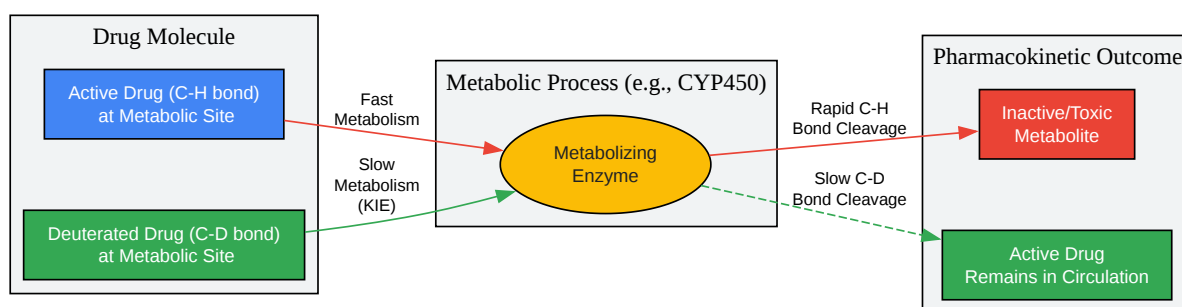 Drug Molecule
Active Drug (C-H bond)
at Metabolic Site
Deuterated Drug (C-D bond)
at Metabolic Site
Fast
Metabolism
Slow
Metabolism
(KIE)
Metabolic Process (e.g., CYP450)
Metabolizing
Enzyme
Rapid C-H
Bond Cleavage
Slow C-D
Bond Cleavage
Pharmacokinetic Outcome
Inactive/Toxic
Metabolite
Active Drug
Remains in Circulation